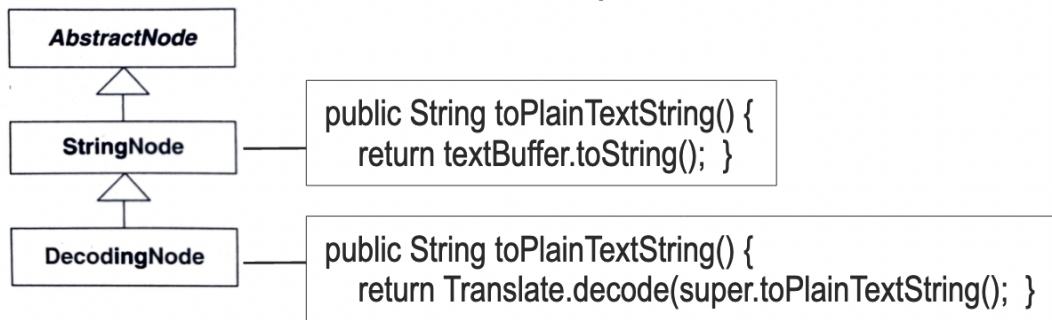 AbstractNode
StringNode
public String toPlainTextString() {
return textBuffer.toString(); }
DecodingNode
public String toPlainTextString() {
return Translate.decode(super.toPlainTextString(); }